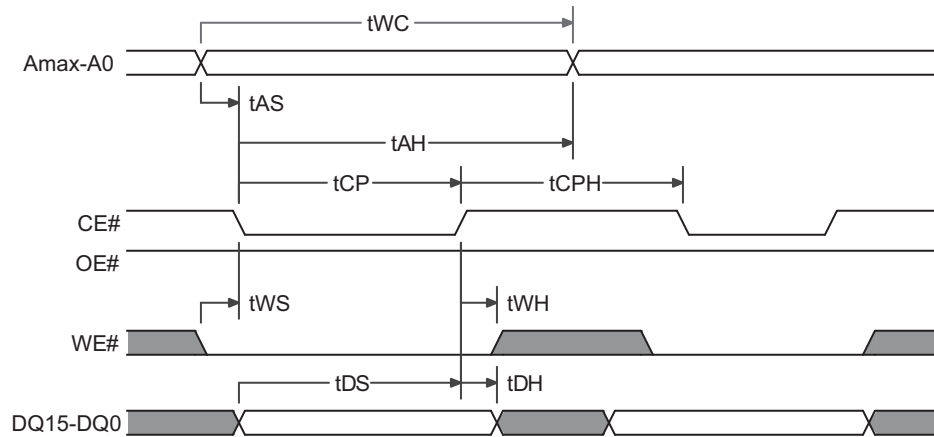 tWC
Amax-A0
tAS
tAH
tCP tCPH
CE#
OE#
tWS tWH
WE#
tDS tDH
DQ15-DQ0